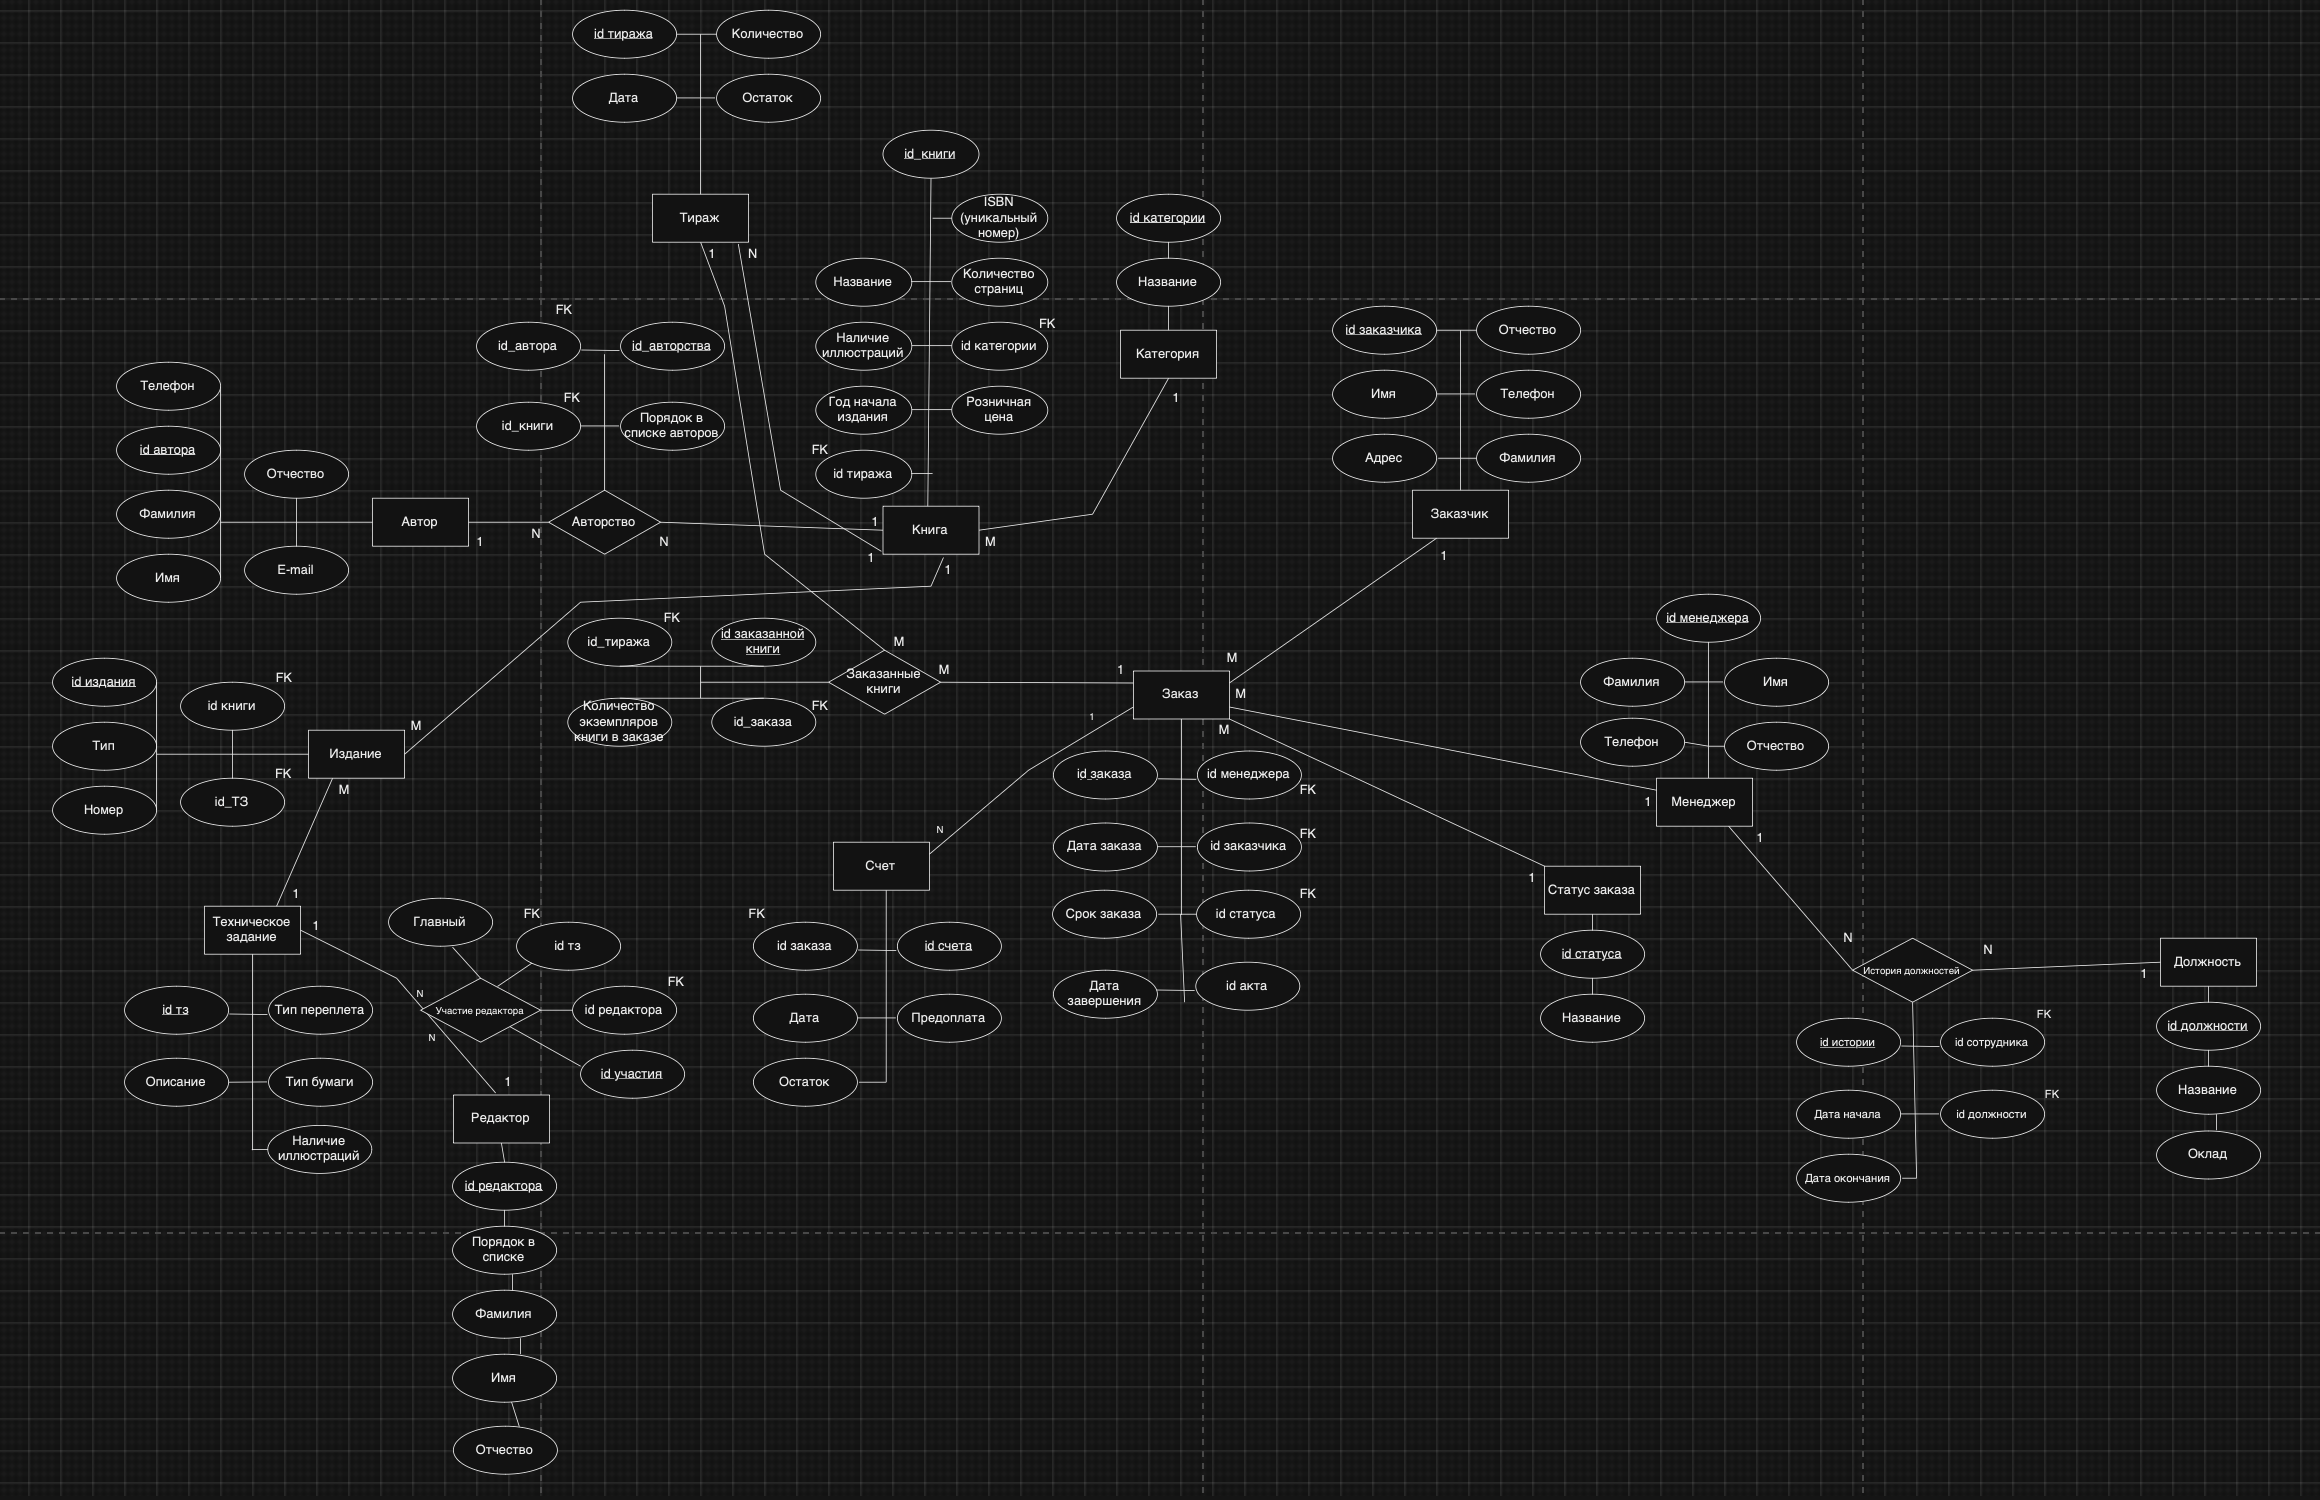 id тиража
Количество
Дата
Остаток
id_книги
Тираж
1
N
ISBN
(уникальный
номер)
id категории
Название
Количество
страниц
Название
FK
Наличие
иллюстраций
id категории
FK
Категория
1
Год начала
издания
Розничная
цена
FK
id тиража
Книга
1
1
1
M
FK
id_автора
id_авторства
FK
id_книги
Порядок в
списке авторов
Авторство
N
N
Телефон
id автора
Фамилия
Имя
Отчество
E-mail
Автор
1
id заказчика
Отчество
Имя
Телефон
Адрес
Фамилия
Заказчик
1
FK
id_тиража
id заказанной
книги
Количество
экземпляров
книги в заказе
FK
id_заказа
Заказанные
книги
M
M
1
M
Заказ
M
M
1
id менеджера
Фамилия
Имя
Телефон
Отчество
Менеджер
1
1
id издания
Тип
Номер
FK
id книги
FK
id_ТЗ
Издание
M
M
id_заказа
id менеджера
FK
Дата заказа
id заказчика
FK
Срок заказа
id статуса
FK
Дата
завершения
id акта
N
Счет
FK
id заказа
id счета
Дата
Предоплата
Остаток
1
Статус заказа
id статуса
Название
1
Техническое
задание
1
id тз
Тип переплета
Описание
Тип бумаги
Наличие
иллюстраций
Главный
FK
id тз
N
Участие редактора
N
FK
id редактора
id участия
1
Редактор
id редактора
Порядок в
списке
Фамилия
Имя
Отчество
N
История должностей
N
FK
id истории
id сотрудника
FK
Дата начала
id должности
Дата окончания
1
Должность
id должности
Название
Оклад